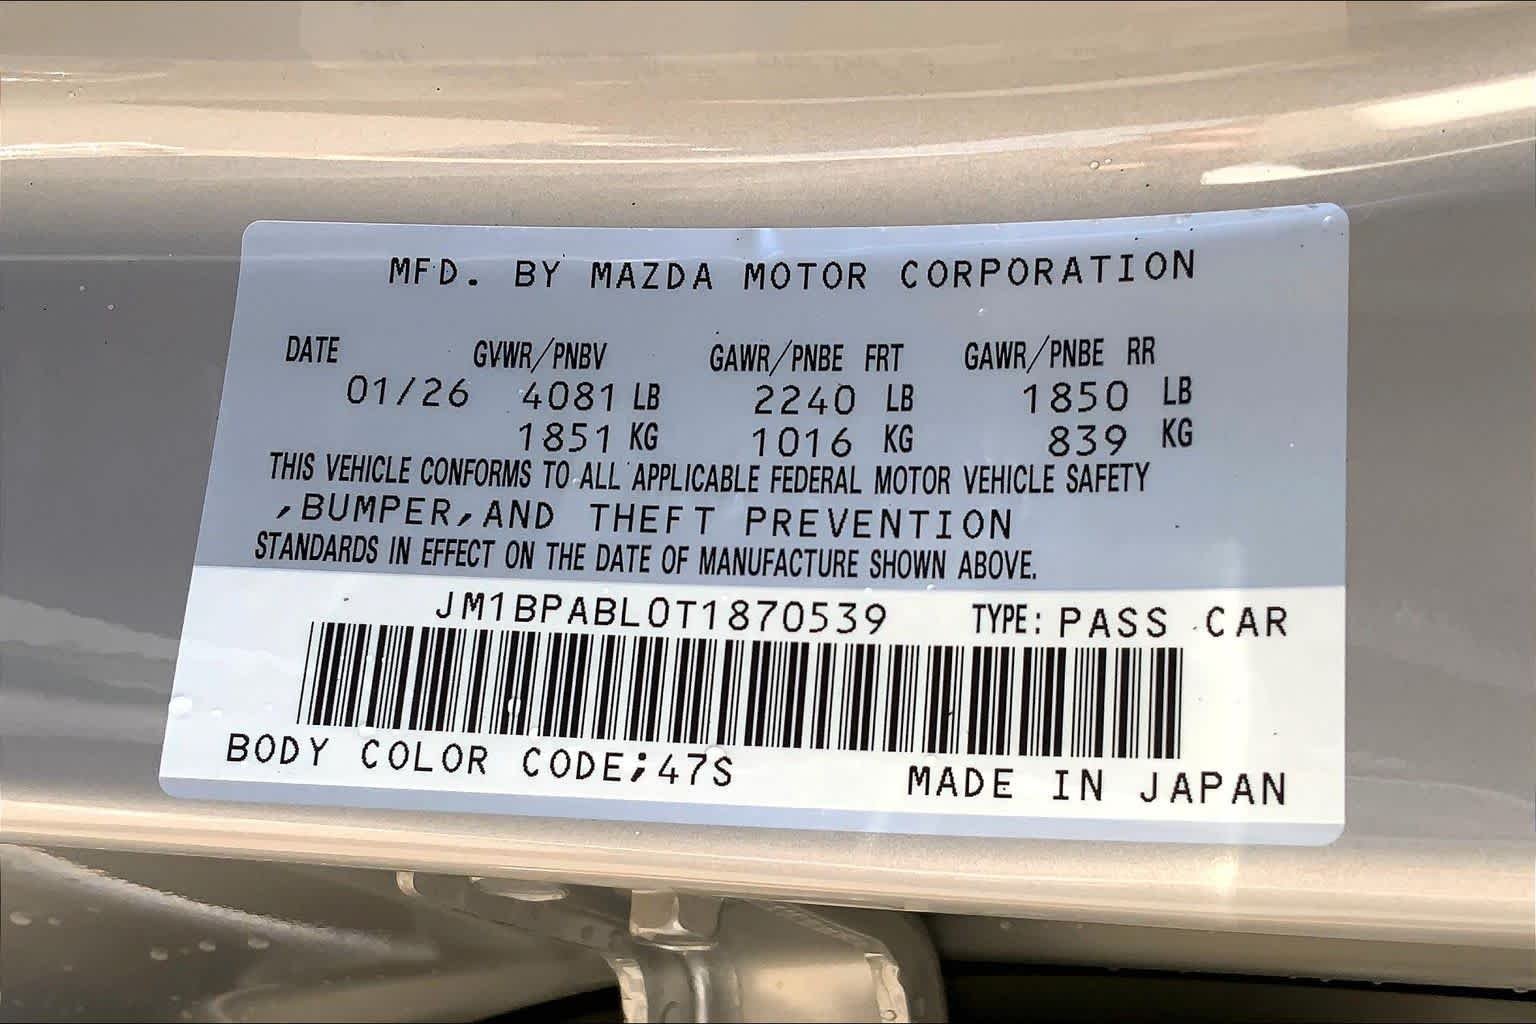 MFD. BY MAZDA MOTOR CORPORATION
DATE GVWR/PNBV GAWR/PNBE FRT GAWR/PNBE RR
01/26 4081 LB 2240 LB 1850 LB
1851 KG 1016 KG 839 KG
THIS VEHICLE CONFORMS TO ALL APPLICABLE FEDERAL MOTOR VEHICLE SAFETY
,BUMPER,AND THEFT PREVENTION
STANDARDS IN EFFECT ON THE DATE OF MANUFACTURE SHOWN ABOVE.
JM1BPABL0T1870539 TYPE: PASS CAR
BODY COLOR CODE;47S MADE IN JAPAN